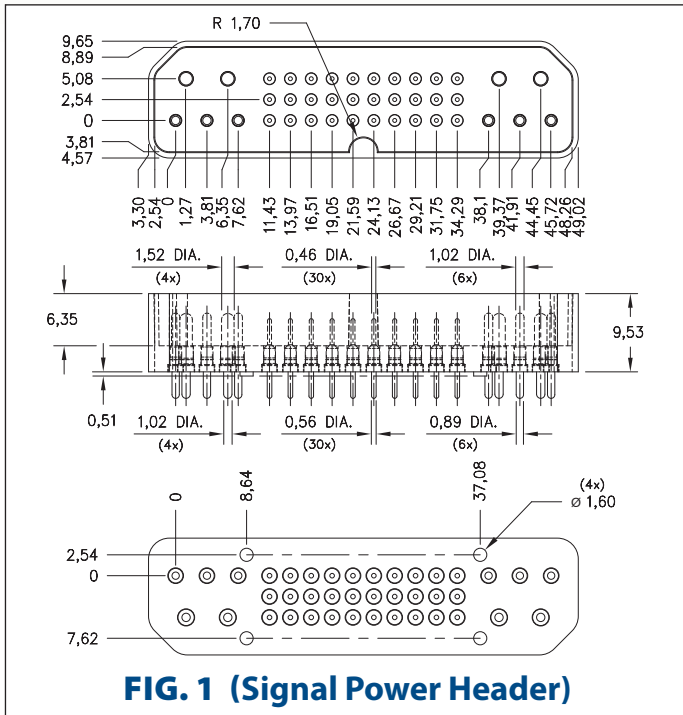 R 1,70
9,65
8,89
5,08
2,54
0
3,81
4,57
3,30
2,54
0
1,27
3,81
6,35
7,62
11,43
13,97
16,51
19,05
21,59
24,13
26,67
29,21
31,75
34,29
38,1
39,37
41,91
44,45
45,72
48,26
49,02
1,52 DIA.
(4x)
0,46 DIA.
(30x)
1,02 DIA.
(6x)
6,35
9,53
0,51
1,02 DIA.
(4x)
0,56 DIA.
(30x)
0,89 DIA.
(6x)
0
8,64
37,08
(4x)
ø 1,60
2,54
0
7,62
FIG. 1 (Signal Power Header)